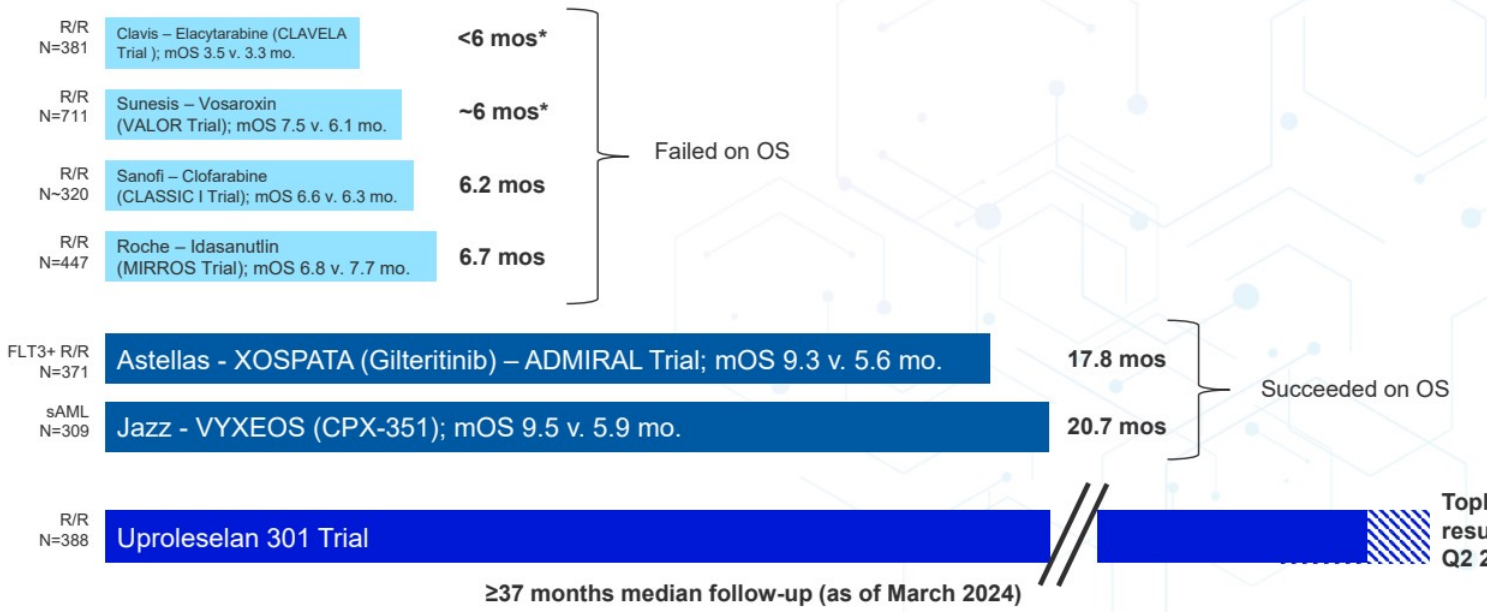 R/R
N=381
Clavis – Elacytarabine (CLAVELA
Trial ); mOS 3.5 v. 3.3 mo.
<6 mos*
R/R
N=711
Sunesis – Vosaroxin
(VALOR Trial); mOS 7.5 v. 6.1 mo.
~6 mos*
Failed on OS
R/R
N~320
Sanofi – Clofarabine
(CLASSIC I Trial); mOS 6.6 v. 6.3 mo.
6.2 mos
R/R
N=447
Roche – Idasanutlin
(MIRROS Trial); mOS 6.8 v. 7.7 mo.
6.7 mos
FLT3+ R/R
N=371
Astellas - XOSPATA (Gilteritinib) – ADMIRAL Trial; mOS 9.3 v. 5.6 mo.
17.8 mos
Succeeded on OS
sAML
N=309
Jazz - VYXEOS (CPX-351); mOS 9.5 v. 5.9 mo.
20.7 mos
R/R
N=388
Uproleselan 301 Trial
Topl
resu
Q2 2
≥37 months median follow-up (as of March 2024)